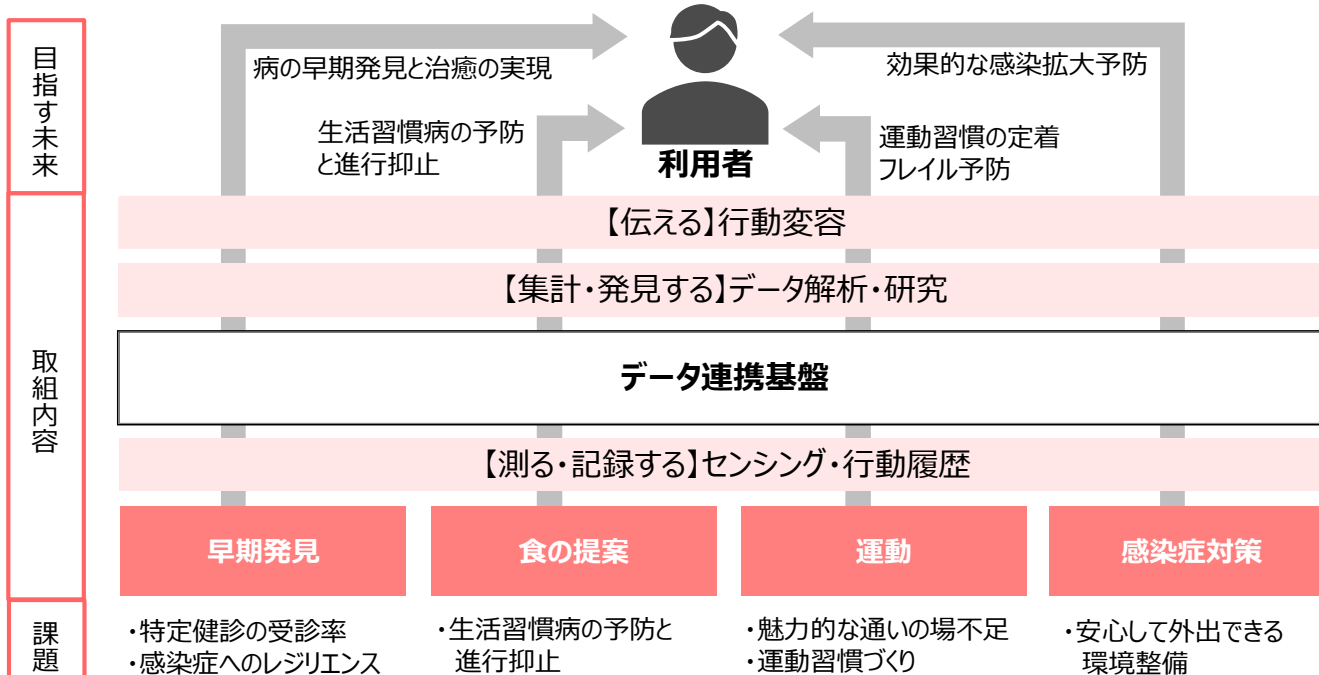 目指す未来
病の早期発見と治癒の実現
効果的な感染拡大予防
生活習慣病の予防
と進行抑止
運動習慣の定着
フレイル予防
利用者
取組内容
【伝える】行動変容
【集計・発見する】データ解析・研究
データ連携基盤
【測る・記録する】センシング・行動履歴
早期発見
食の提案
運動
感染症対策
課題
・特定健診の受診率
・感染症へのレジリエンス
・生活習慣病の予防と
進行抑止
・魅力的な通いの場不足
・運動習慣づくり
・安心して外出できる
環境整備